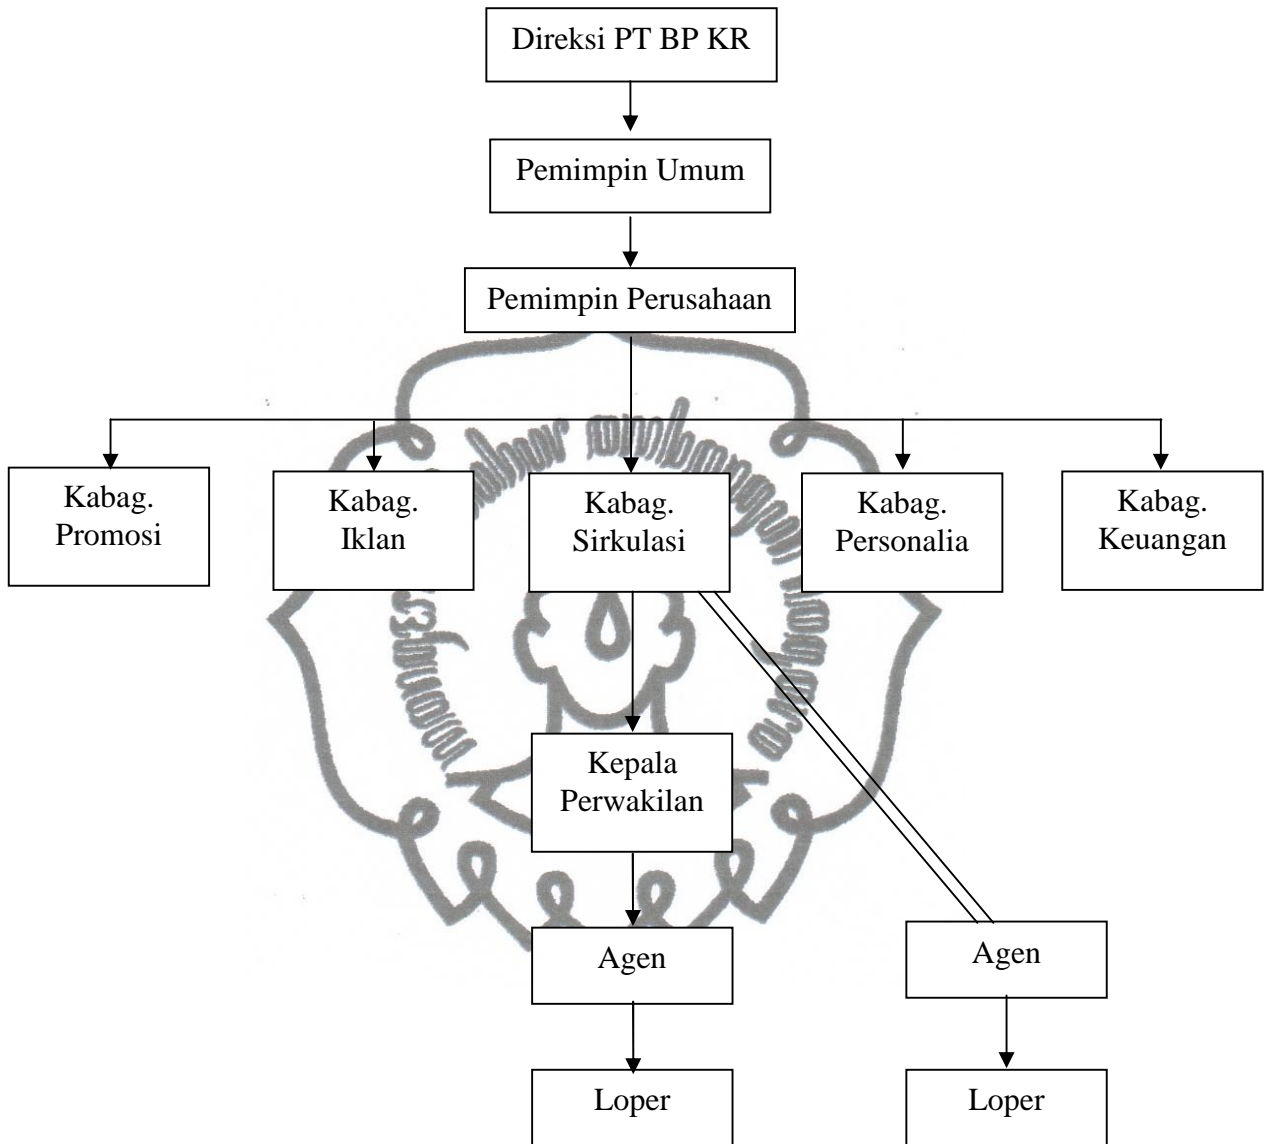 Direksi PT BP KR
Pemimpin Umum
Pemimpin Perusahaan
Kabag.
Promosi
Kabag.
Iklan
Kabag.
Sirkulasi
Kabag.
Personalia
Kabag.
Keuangan
Kepala
Perwakilan
Agen
Agen
Loper
Loper